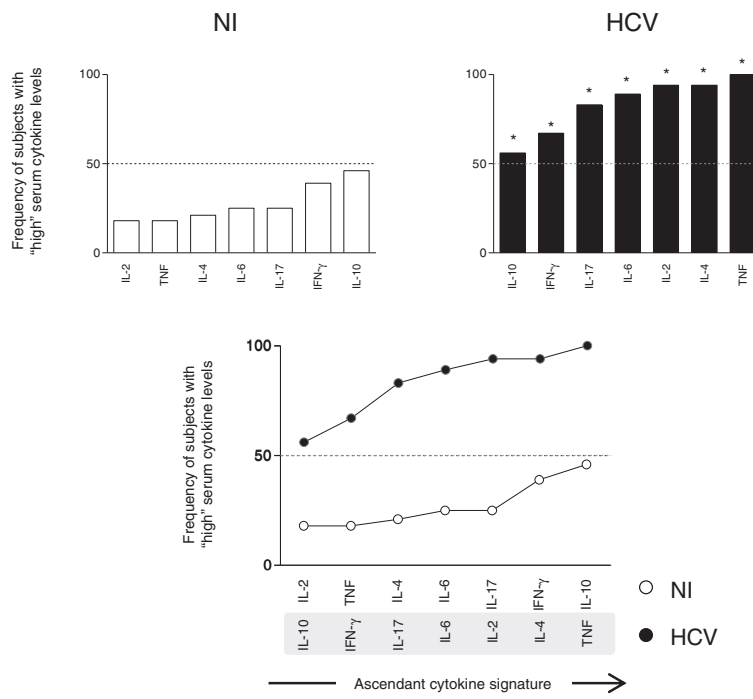 NI
HCV
Frequency of subjects with
“high” serum cytokine levels
100
50
0
IL-2
TNF
IL-4
IL-6
IL-17
IFN-γ
IL-10
100
50
0
*
*
*
*
*
*
*
IL-10
IFN-γ
IL-17
IL-6
IL-2
IL-4
TNF
Frequency of subjects with
“high” serum cytokine levels
100
50
0
IL-2
TNF
IL-4
IL-6
IL-17
IFN-γ
IL-10
NI
IL-10
IFN-γ
IL-17
IL-6
IL-2
IL-4
TNF
HCV
Ascendant cytokine signature